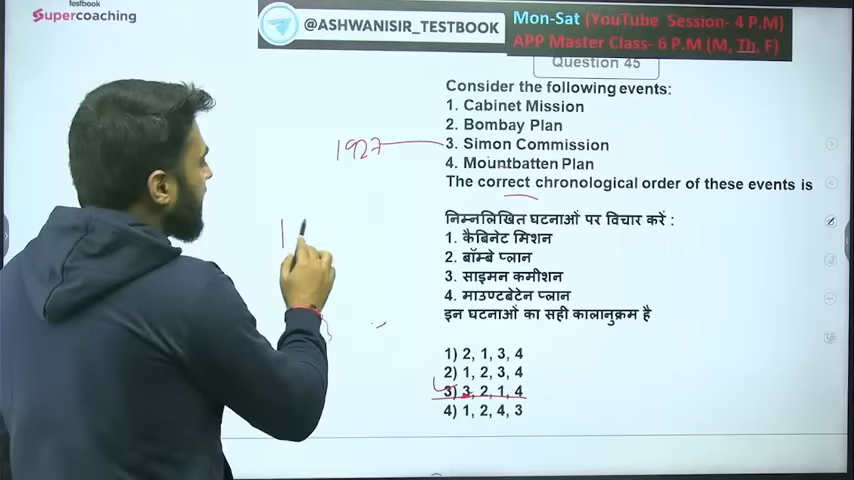 testbook
Supercoaching
@ASHWANISIR_TESTBOOK
Mon-Sat (YouTube Session- 4 P.M)
APP Master Class- 6 P.M (M, Th, F)
Question 45
Consider the following events:
1. Cabinet Mission
2. Bombay Plan
1927
3. Simon Commission
4. Mountbatten Plan
The correct chronological order of these events is
निम्नलिखित घटनाओं पर विचार करें :
1. कैबिनेट मिशन
2. बॉम्बे प्लान
3. साइमन कमीशन
4. माउण्टबेटेन प्लान
इन घटनाओं का सही कालानुक्रम है
1) 2, 1, 3, 4
2) 1, 2, 3, 4
3) 3, 2, 1, 4
4) 1, 2, 4, 3